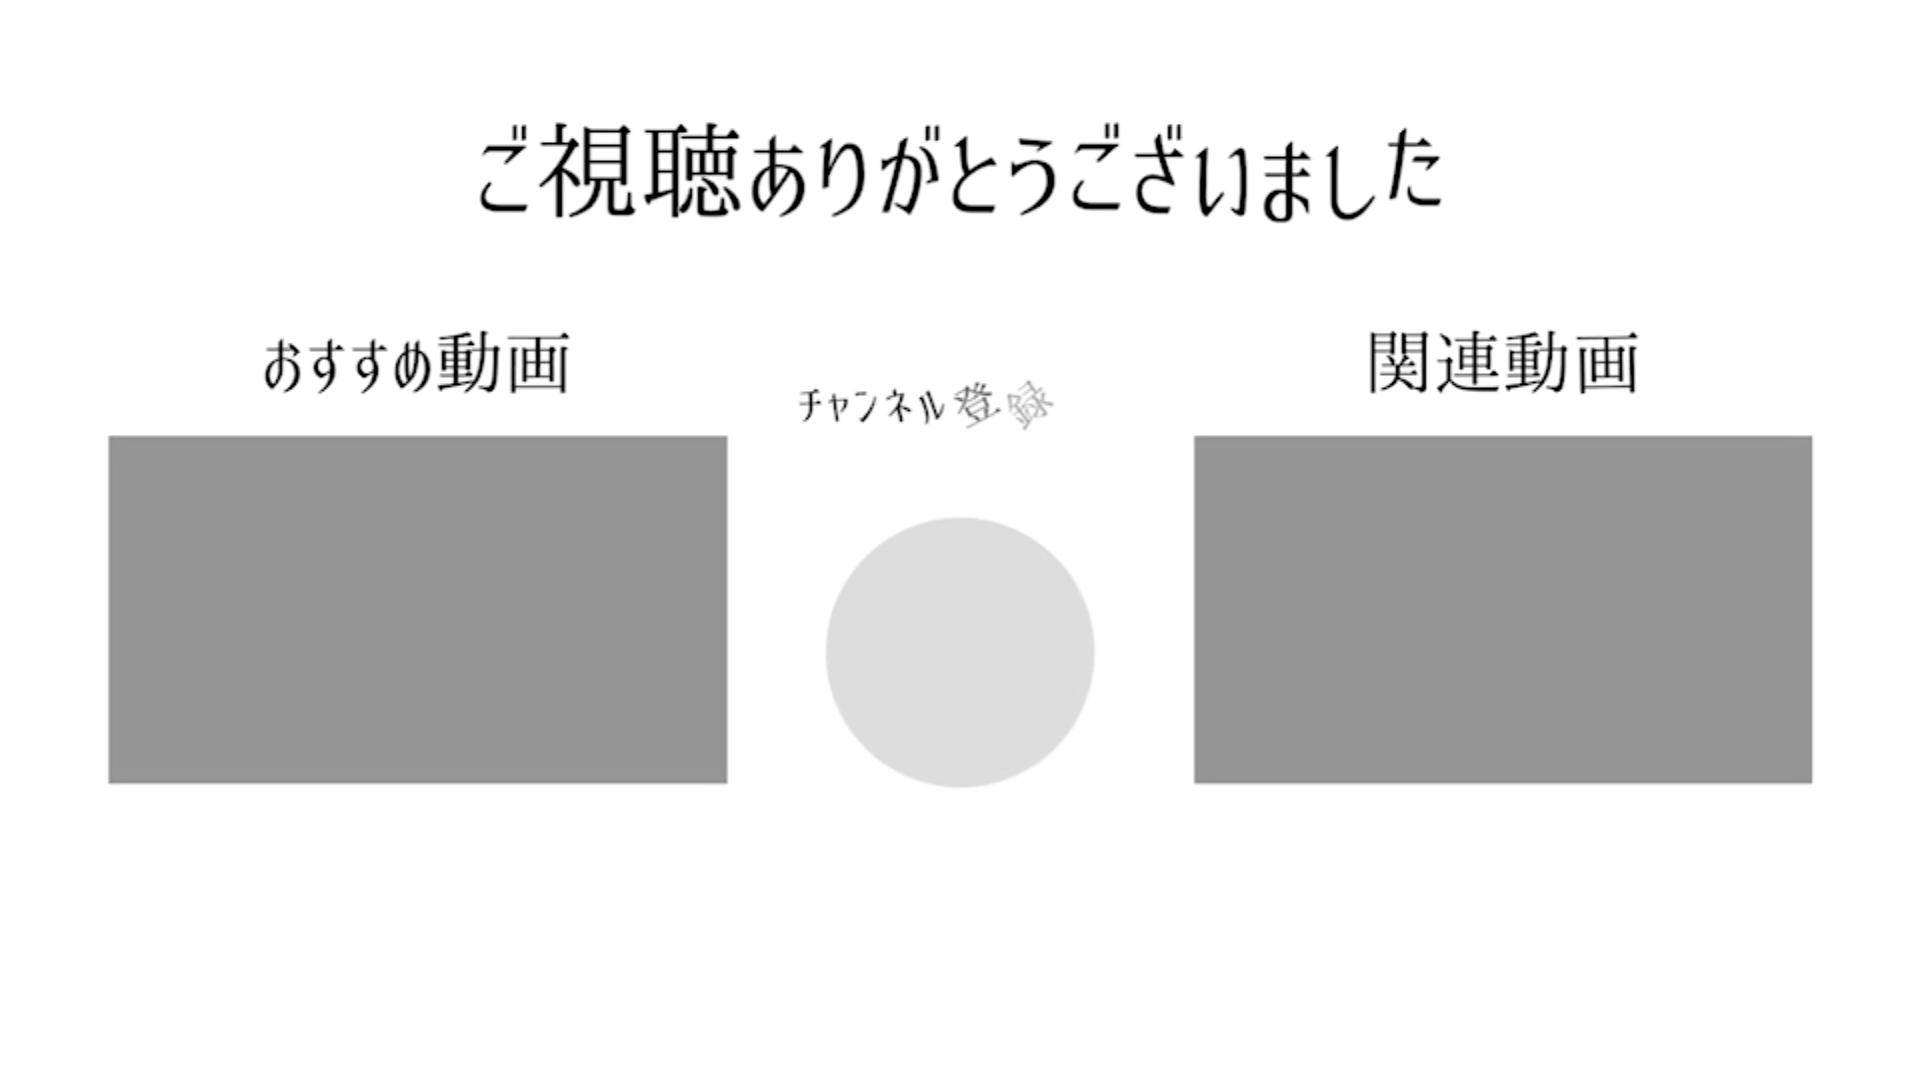 ご視聴ありがとうございました
おすすめ動画
チャンネル登録
関連動画